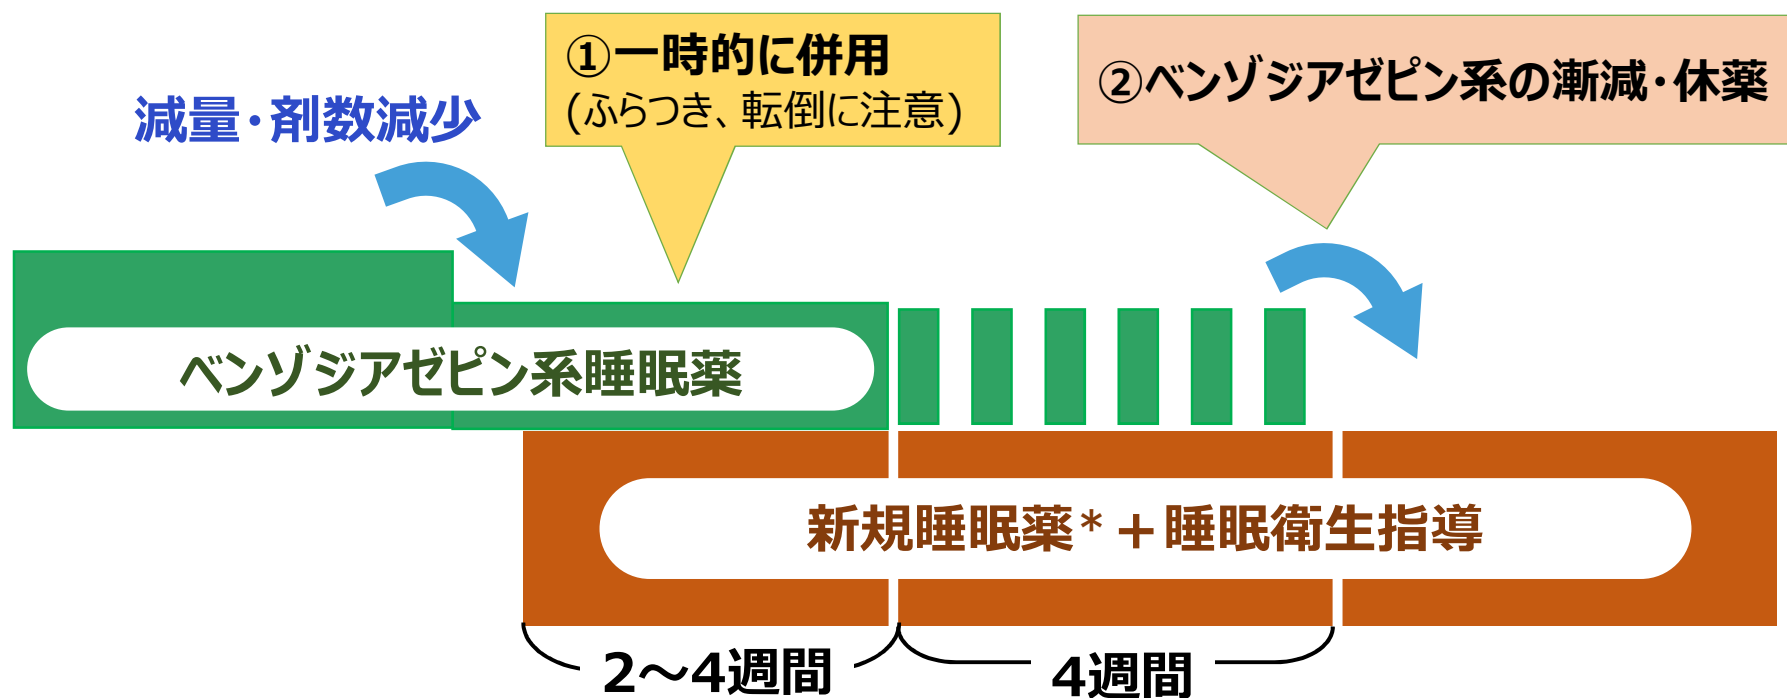 ①一時的に併用
(ふらつき、転倒に注意)
②ベンゾジアゼピン系の漸減・休薬
減量・剤数減少
ベンゾジアゼピン系睡眠薬
新規睡眠薬*＋睡眠衛生指導
2～4週間
4週間